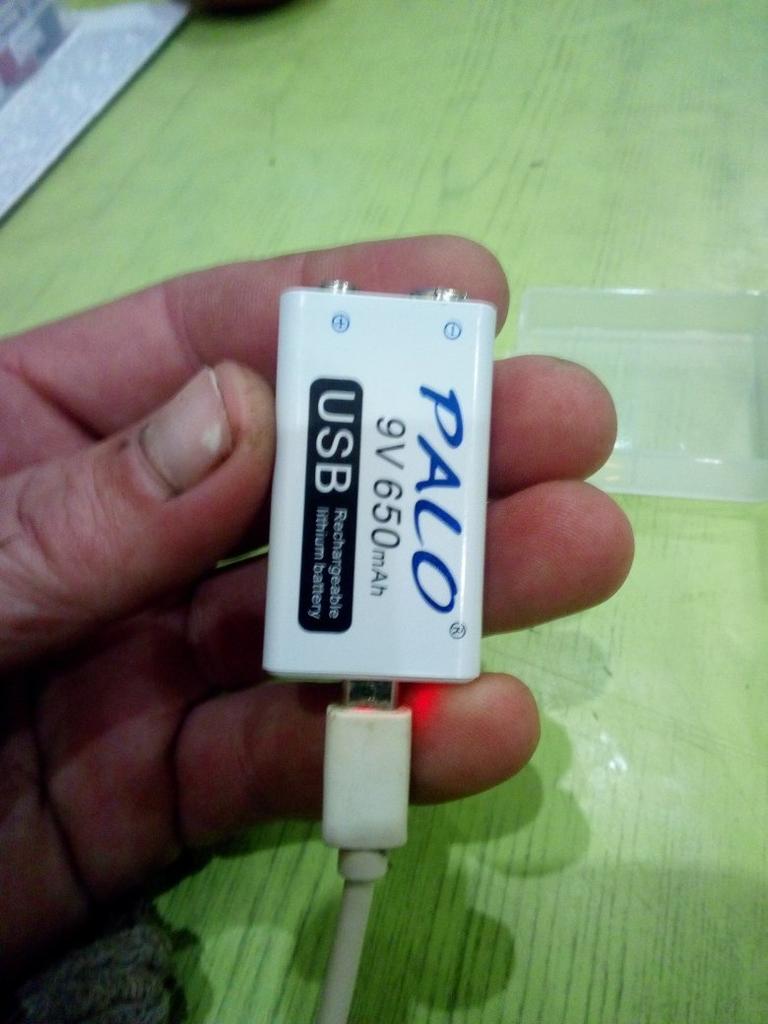 PALO®
9V 650mAh
USB
Rechargeable
lithium battery